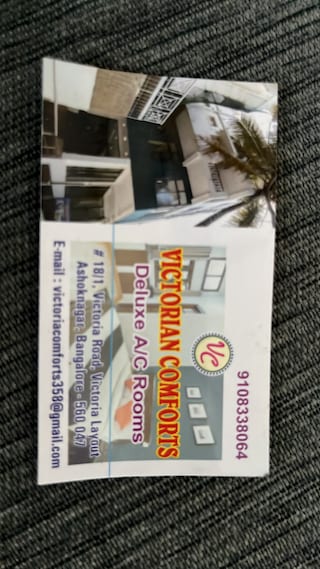 9108338064
VC
VICTORIAN COMFORTS
Deluxe A/C Rooms
# 18/1, Victoria Road, Victoria Layout,
Ashoknagar, Bangalore - 560 047
E-mail : victoriacomforts358@gmail.com